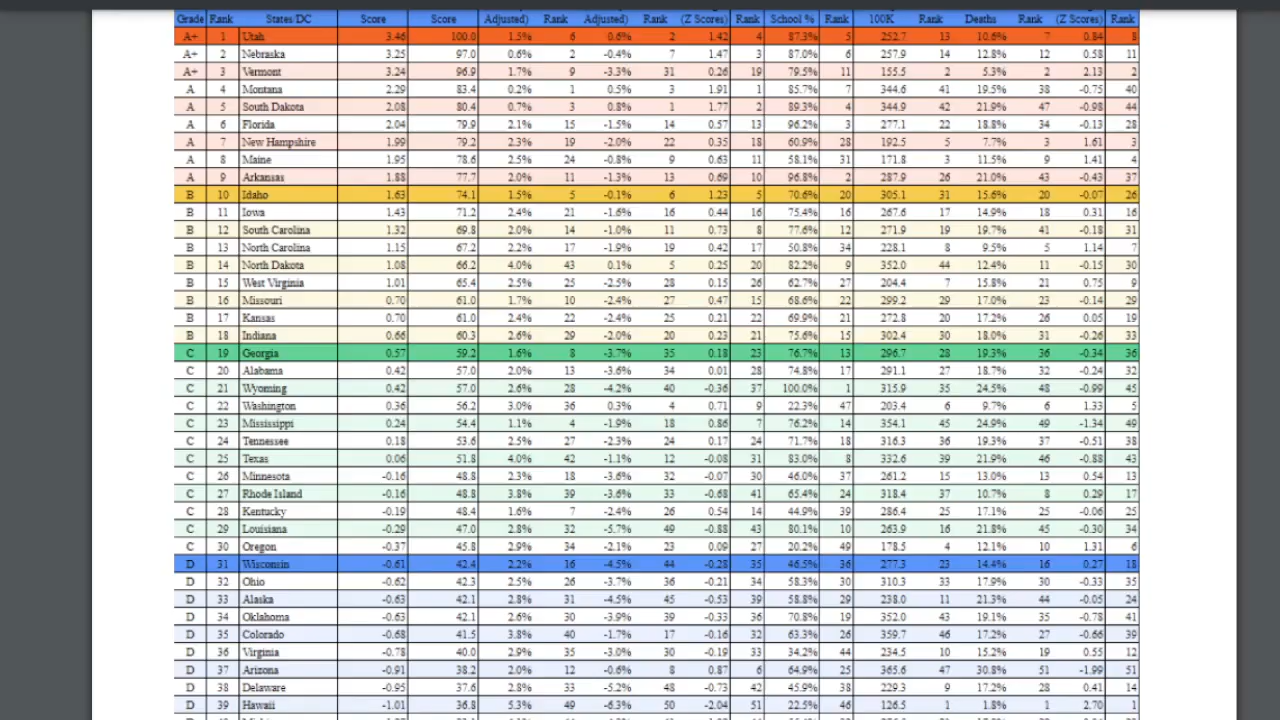 Grade Rank States/DC Score Score Adjusted) Rank Adjusted) Rank (Z Scores) Rank School % Rank 100K Rank Deaths Rank (Z Scores) Rank
A+ 1 Utah 3.46 100.0 1.5% 6 0.6% 2 1.42 4 87.3% 5 252.7 13 10.6% 7 0.84 8
A+ 2 Nebraska 3.25 97.0 0.6% 2 -0.4% 7 1.47 3 87.0% 6 257.9 14 12.8% 12 0.58 11
A+ 3 Vermont 3.24 96.9 1.7% 9 -3.3% 31 0.26 19 79.5% 11 155.5 2 5.3% 2 2.13 2
A 4 Montana 2.29 83.4 0.2% 1 0.5% 3 1.91 1 85.7% 7 344.6 41 19.5% 38 -0.75 40
A 5 South Dakota 2.08 80.4 0.7% 3 0.8% 1 1.77 2 89.3% 4 344.9 42 21.9% 47 -0.98 44
A 6 Florida 2.04 79.9 2.1% 15 -1.5% 14 0.57 13 96.2% 3 277.1 22 18.8% 34 -0.13 28
A 7 New Hampshire 1.99 79.2 2.3% 19 -2.0% 22 0.35 18 60.9% 28 192.5 5 7.7% 3 1.61 3
A 8 Maine 1.95 78.6 2.5% 24 -0.8% 9 0.63 11 58.1% 31 171.8 3 11.5% 9 1.41 4
A 9 Arkansas 1.88 77.7 2.0% 11 -1.3% 13 0.69 10 96.8% 2 287.9 26 21.0% 43 -0.43 37
B 10 Idaho 1.63 74.1 1.5% 5 -0.1% 6 1.23 5 70.6% 20 305.1 31 15.6% 20 -0.07 26
B 11 Iowa 1.43 71.2 2.4% 21 -1.6% 16 0.44 16 75.4% 16 267.6 17 14.9% 18 0.31 16
B 12 South Carolina 1.32 69.8 2.0% 14 -1.0% 11 0.73 8 77.6% 12 271.9 19 19.7% 41 -0.18 31
B 13 North Carolina 1.15 67.2 2.2% 17 -1.9% 19 0.42 17 50.8% 34 228.1 8 9.5% 5 1.14 7
B 14 North Dakota 1.08 66.2 4.0% 43 0.1% 5 0.25 20 82.2% 9 352.0 44 12.4% 11 -0.15 30
B 15 West Virginia 1.01 65.4 2.5% 25 -2.5% 28 0.15 26 62.7% 27 204.4 7 15.8% 21 0.75 9
B 16 Missouri 0.70 61.0 1.7% 10 -2.4% 27 0.47 15 68.6% 22 299.2 29 17.0% 23 -0.14 29
B 17 Kansas 0.70 61.0 2.4% 22 -2.4% 25 0.21 22 69.9% 21 272.8 20 17.2% 26 0.05 19
B 18 Indiana 0.66 60.3 2.6% 29 -2.0% 20 0.23 21 75.6% 15 302.4 30 18.0% 31 -0.26 33
C 19 Georgia 0.57 59.2 1.6% 8 -3.7% 35 0.18 23 76.7% 13 296.7 28 19.3% 36 -0.34 36
C 20 Alabama 0.42 57.0 2.0% 13 -3.6% 34 0.01 28 74.8% 17 291.1 27 18.7% 32 -0.24 32
C 21 Wyoming 0.42 57.0 2.6% 28 -4.2% 40 -0.36 37 100.0% 1 315.9 35 24.5% 48 -0.99 45
C 22 Washington 0.36 56.2 3.0% 36 0.3% 4 0.71 9 22.3% 47 203.4 6 9.7% 6 1.33 5
C 23 Mississippi 0.24 54.4 1.1% 4 -1.9% 18 0.86 7 76.2% 14 354.1 45 24.9% 49 -1.34 49
C 24 Tennessee 0.18 53.6 2.5% 27 -2.3% 24 0.17 24 71.7% 18 316.3 36 19.3% 37 -0.51 38
C 25 Texas 0.06 51.8 4.0% 42 -1.1% 12 -0.08 31 83.0% 8 332.6 39 21.9% 46 -0.88 43
C 26 Minnesota -0.16 48.8 2.3% 18 -3.6% 32 -0.07 30 46.0% 37 261.2 15 13.0% 13 0.54 13
C 27 Rhode Island -0.16 48.8 3.8% 39 -3.6% 33 -0.68 41 65.4% 24 318.4 37 10.7% 8 0.29 17
C 28 Kentucky -0.19 48.4 1.6% 7 -2.4% 26 0.54 14 44.9% 39 286.4 25 17.1% 25 -0.06 25
C 29 Louisiana -0.29 47.0 2.8% 32 -5.7% 49 -0.88 43 80.1% 10 263.9 16 21.8% 45 -0.30 34
C 30 Oregon -0.37 45.8 2.9% 34 -2.1% 23 0.09 27 20.2% 49 178.5 4 12.1% 10 1.31 6
D 31 Wisconsin -0.61 42.4 2.2% 16 -4.5% 44 -0.28 35 46.5% 36 277.3 23 14.4% 16 0.27 18
D 32 Ohio -0.62 42.3 2.5% 26 -3.7% 36 -0.21 34 58.3% 30 310.3 33 17.9% 30 -0.33 35
D 33 Alaska -0.63 42.1 2.8% 31 -4.5% 45 -0.53 39 58.8% 29 238.0 11 21.3% 44 -0.05 24
D 34 Oklahoma -0.63 42.1 2.6% 30 -3.9% 39 -0.33 36 70.8% 19 352.0 43 19.1% 35 -0.78 41
D 35 Colorado -0.68 41.5 3.8% 40 -1.7% 17 -0.16 32 63.3% 26 359.7 46 17.2% 27 -0.66 39
D 36 Virginia -0.78 40.0 2.9% 35 -3.0% 30 -0.19 33 34.2% 44 234.5 10 15.2% 19 0.55 12
D 37 Arizona -0.91 38.2 2.0% 12 -0.6% 8 0.87 6 64.9% 25 365.6 47 30.8% 51 -1.99 51
D 38 Delaware -0.95 37.6 2.8% 33 -5.2% 48 -0.73 42 45.9% 38 229.3 9 17.2% 28 0.41 14
D 39 Hawaii -1.01 36.8 5.3% 49 -6.3% 50 -2.04 51 22.5% 46 126.5 1 1.8% 1 2.70 1